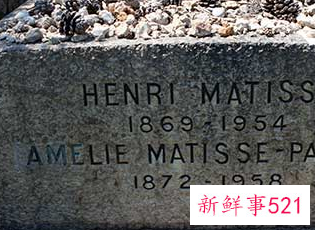 HENRI MATISS
1869-1954
AMELIE MATISSE-PA
1872-1958
新鲜事521